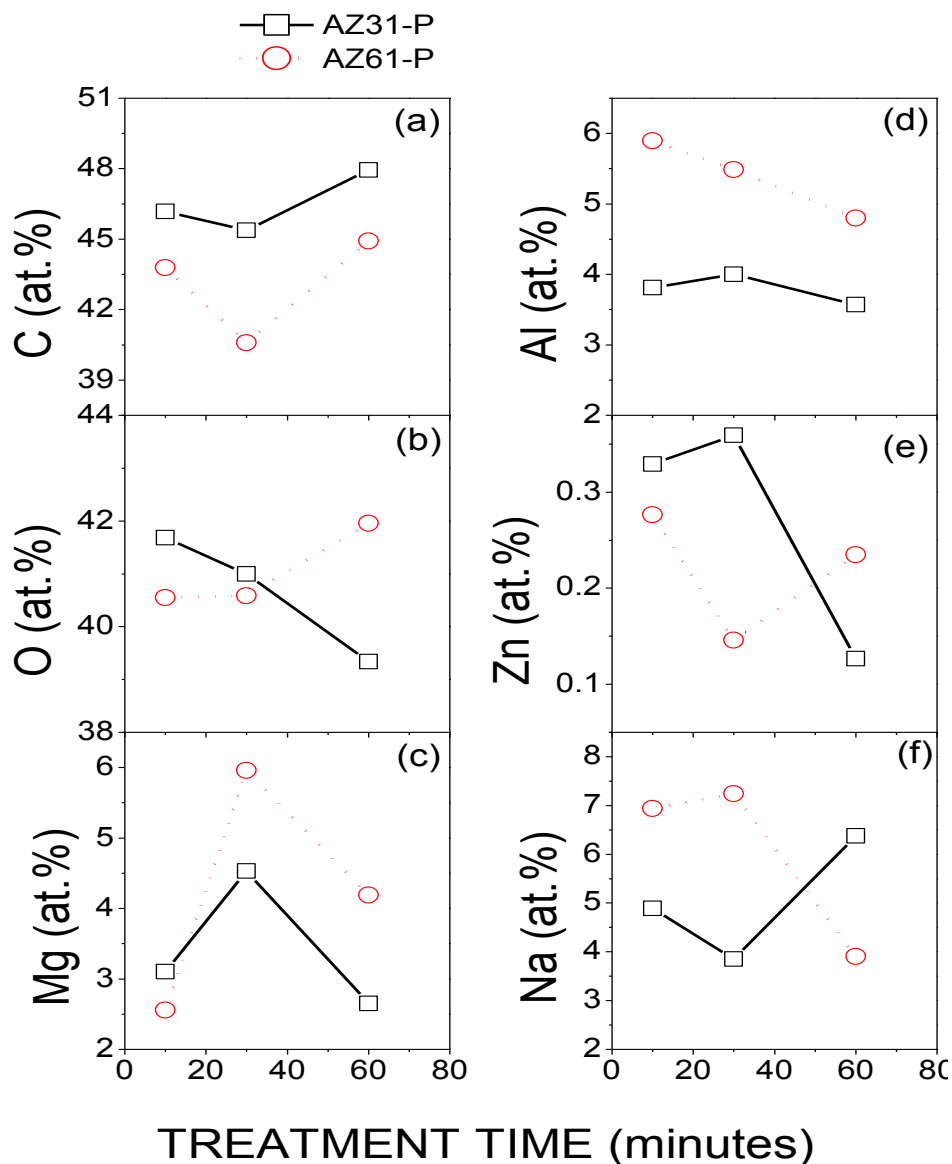 AZ31-P
AZ61-P
(a)
51
48
45
42
39
C (at.%)
(d)
6
5
4
3
2
Al (at.%)
(b)
44
42
40
38
O (at.%)
(e)
0.3
0.2
0.1
Zn (at.%)
(c)
6
5
4
3
2
Mg (at.%)
0 20 40 60 80
(f)
8
7
6
5
4
3
2
Na (at.%)
0 20 40 60 80
TREATMENT TIME (minutes)